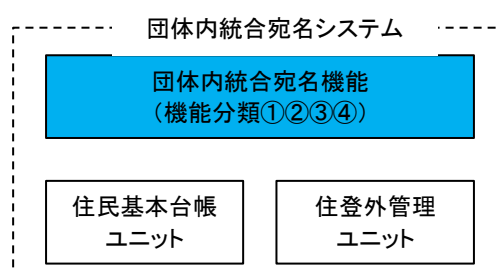 団体内統合宛名システム
団体内統合宛名機能
（機能分類①②③④）
住民基本台帳
ユニット
住登外管理
ユニット